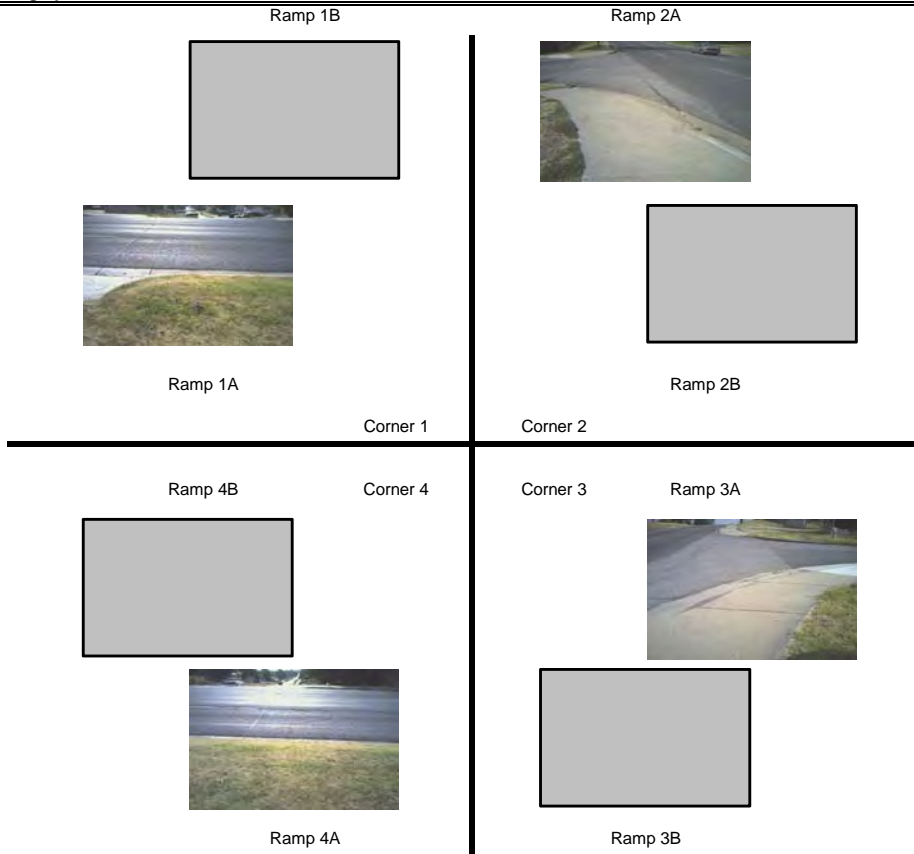 Ramp 1B Ramp 2A
Ramp 1A Ramp 2B
Corner 1 Corner 2
Ramp 4B Corner 4 Corner 3 Ramp 3A
Ramp 4A Ramp 3B